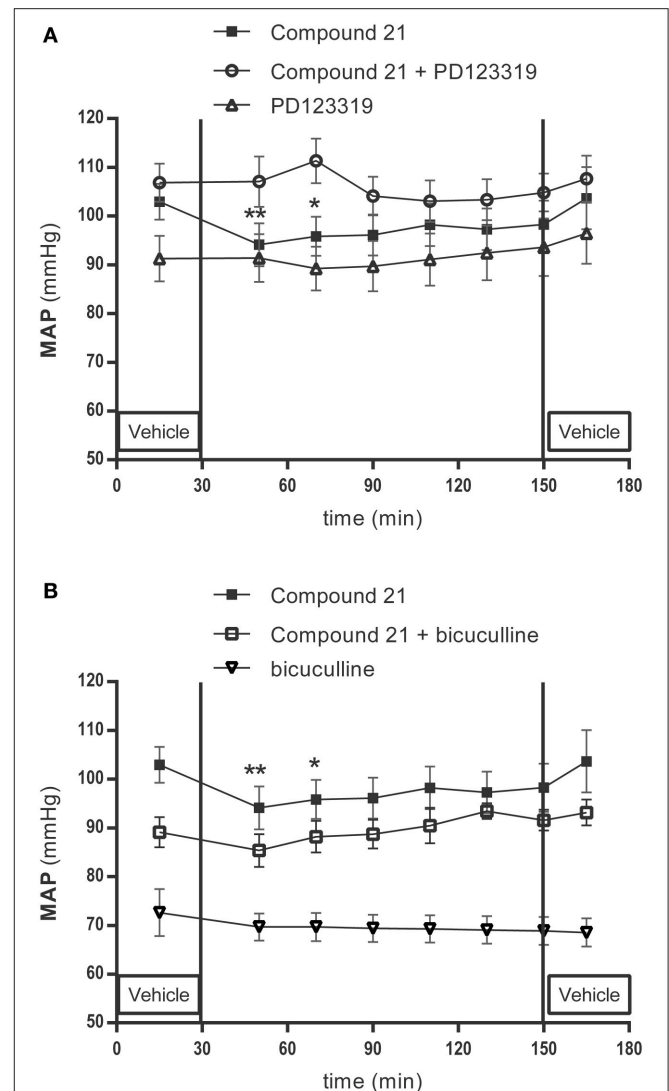 A
Compound 21
Compound 21 + PD123319
PD123319
120
110
100
90
80
70
60
50
MAP (mmHg)
**
*
Vehicle
Vehicle
0 30 60 90 120 150 180
time (min)
B
Compound 21
Compound 21 + bicuculline
bicuculline
120
110
100
90
80
70
60
50
MAP (mmHg)
**
*
Vehicle
Vehicle
0 30 60 90 120 150 180
time (min)